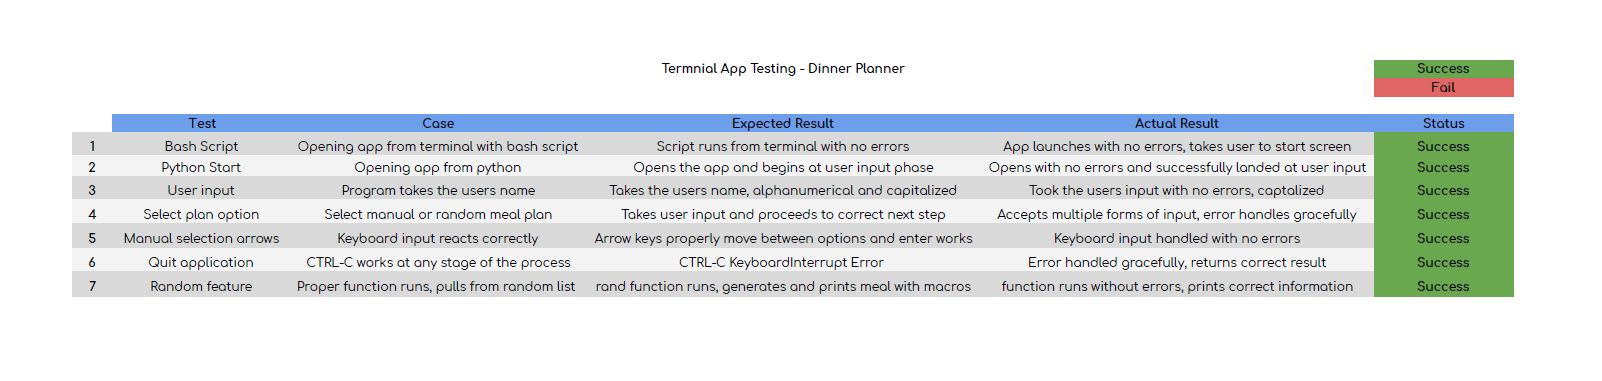 Termnial App Testing - Dinner Planner Success
Fail
Test Case Expected Result Actual Result Status
1 Bash Script Opening app from terminal with bash script Script runs from terminal with no errors App launches with no errors, takes user to start screen Success
2 Python Start Opening app from python Opens the app and begins at user input phase Opens with no errors and successfully landed at user input Success
3 User input Program takes the users name Takes the users name, alphanumerical and capitalized Took the users input with no errors, captalized Success
4 Select plan option Select manual or random meal plan Takes user input and proceeds to correct next step Accepts multiple forms of input, error handles gracefully Success
5 Manual selection arrows Keyboard input reacts correctly Arrow keys properly move between options and enter works Keyboard input handled with no errors Success
6 Quit application CTRL-C works at any stage of the process CTRL-C KeyboardInterrupt Error Error handled gracefully, returns correct result Success
7 Random feature Proper function runs, pulls from random list rand function runs, generates and prints meal with macros function runs without errors, prints correct information Success